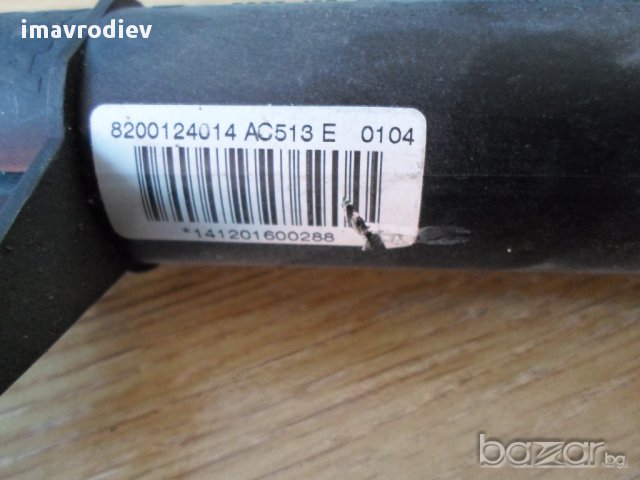 imavrodiev
8200124014 AC513 E 0104
*141201600288
bazar.bg